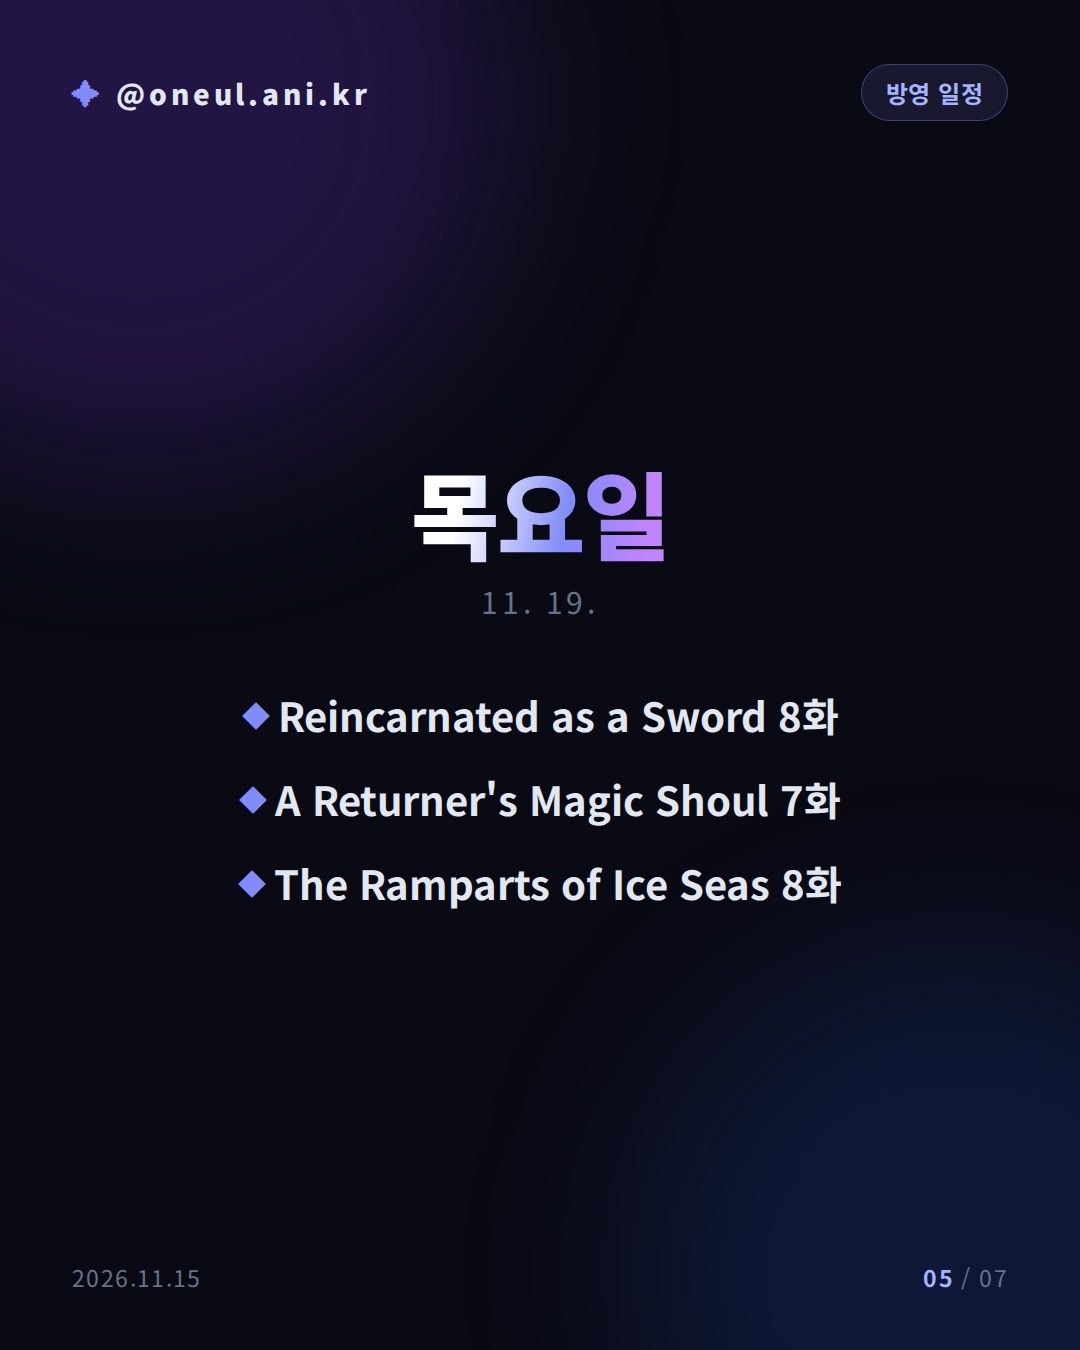 @oneul.ani.kr
방영 일정
목요일
11. 19.
◆ Reincarnated as a Sword 8화
◆ A Returner's Magic Shoul 7화
◆ The Ramparts of Ice Seas 8화
2026.11.15
05 / 07